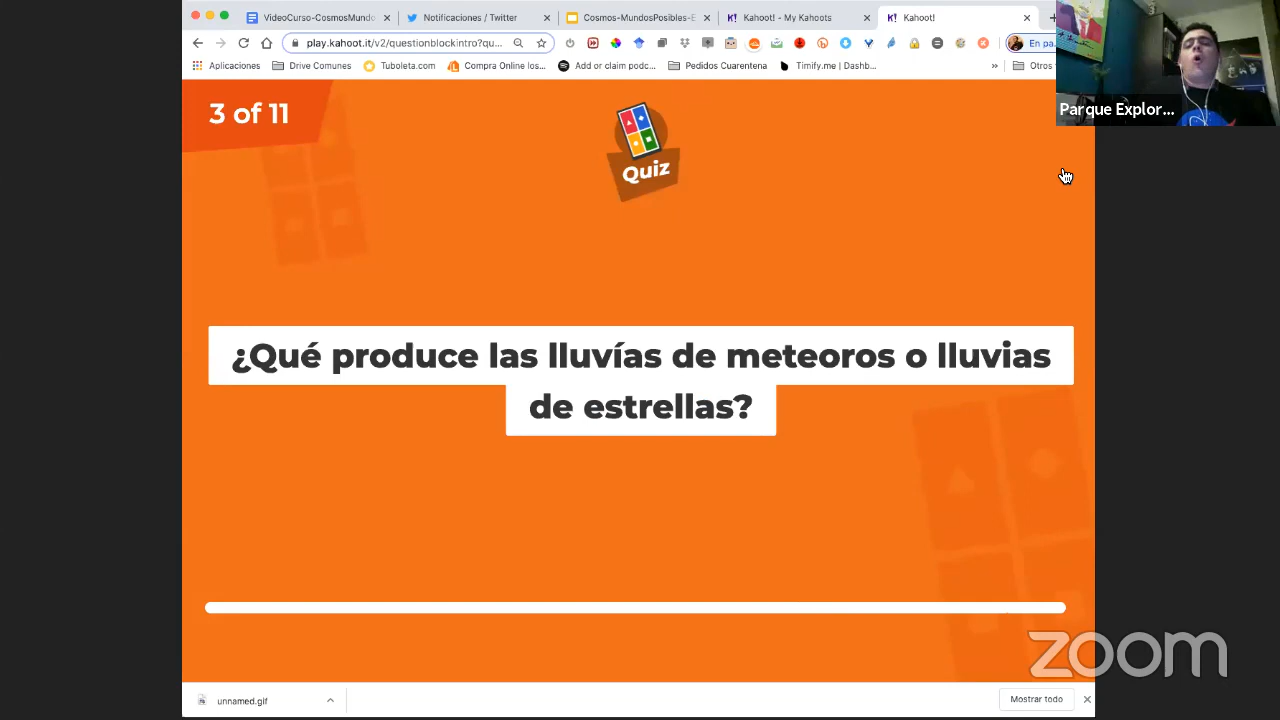 VideoCurso-CosmosMundo
Notificaciones / Twitter
Cosmos-MundosPosibles-E
Kahoot! - My Kahoots
Kahoot!
play.kahoot.it/v2/questionblockintro?qu...
En pa...
Aplicaciones
Drive Comunes
Tuboleta.com
Compra Online los...
Add or claim podc...
Pedidos Cuarentena
Timify.me | Dashb...
»
Otros
Parque Explor...
3 of 11
Quiz
¿Qué produce las lluvías de meteoros o lluvias
de estrellas?
zoom
unnamed.gif
Mostrar todo